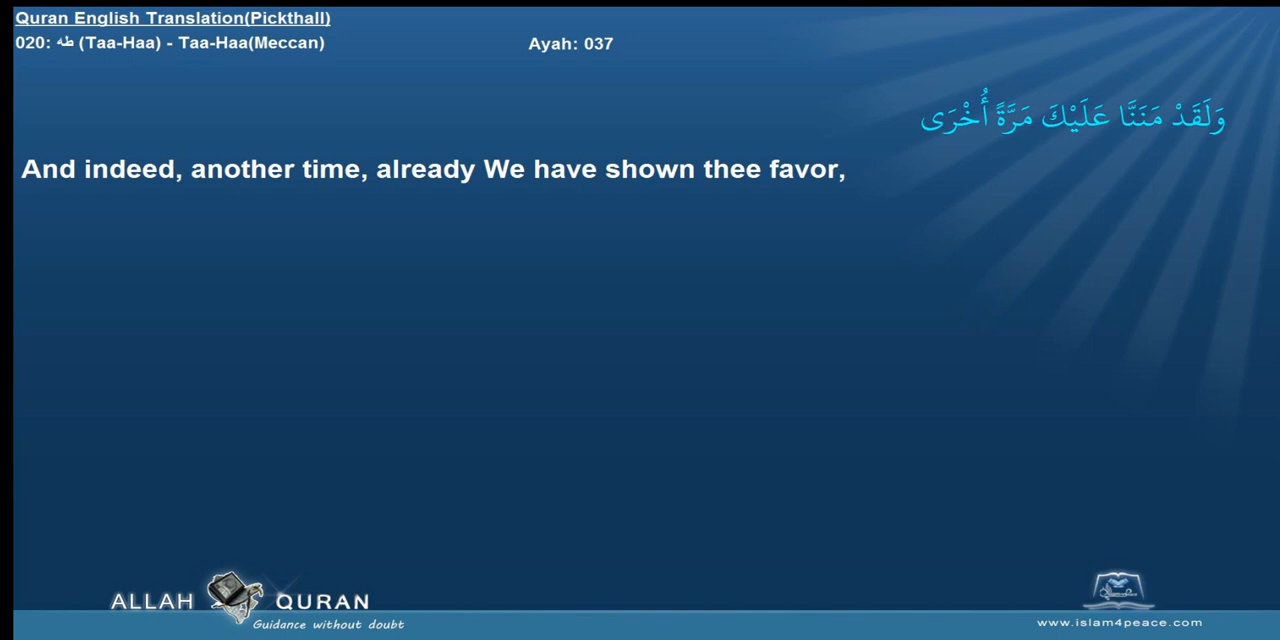 Quran English Translation(Pickthall)
020: طه (Taa-Haa) - Taa-Haa(Meccan)
Ayah: 037
وَلَقَدْ مَنَنَّا عَلَيْكَ مَرَّةً أُخْرَى
And indeed, another time, already We have shown thee favor,
ALLAH QURAN
Guidance without doubt
www.islam4peace.com